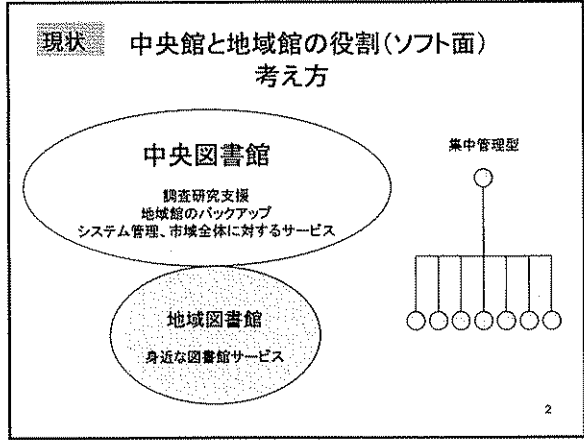 現状
中央館と地域館の役割(ソフト面)
考え方
中央図書館
調査研究支援
地域館のバックアップ
システム管理、市域全体に対するサービス
集中管理型
地域図書館
身近な図書館サービス
2